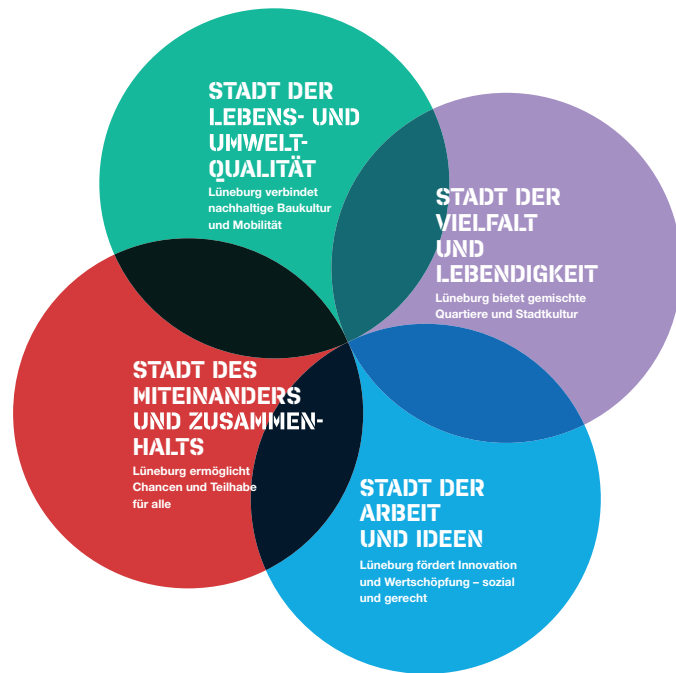 STADT DER
LEBENS- UND
UMWELT-
QUALITÄT
Lüneburg verbindet
nachhaltige Baukultur
und Mobilität
STADT DER
VIELFALT
UND
LEBENDIGKEIT
Lüneburg bietet gemischte
Quartiere und Stadtkultur
STADT DES
MITEINANDERS
UND ZUSAMMEN-
HALTS
Lüneburg ermöglicht
Chancen und Teilhabe
für alle
STADT DER
ARBEIT
UND IDEEN
Lüneburg fördert Innovation
und Wertschöpfung – sozial
und gerecht